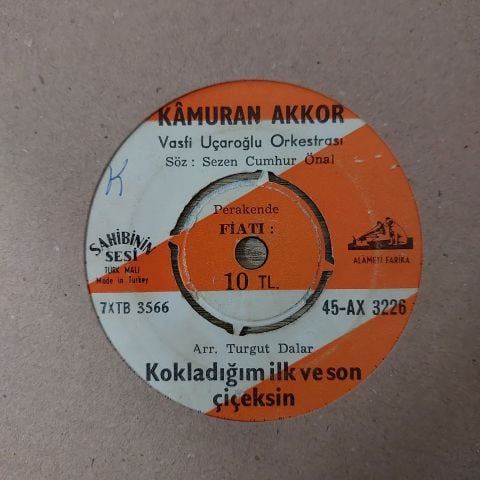 KÂMURAN AKKOR
Vasfi Uçaroğlu Orkestrası
Söz : Sezen Cumhur Önal
K
Perakende
FİATI :
10 TL.
SAHİBİNİN
SESİ
TÜRK MALI
Made in Turkey
ALAMETİ FARİKA
7XTB 3566
45-AX 3226
Arr. Turgut Dalar
Kokladığım ilk ve son
çiçeksin